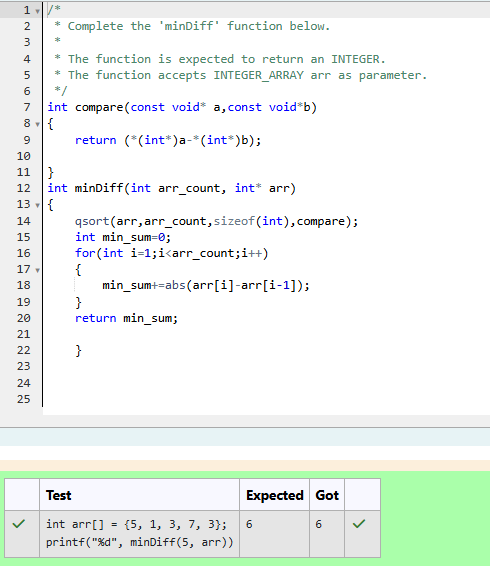 1 /*
2  * Complete the 'minDiff' function below.
3  *
4  * The function is expected to return an INTEGER.
5  * The function accepts INTEGER_ARRAY arr as parameter.
6  */
7 int compare(const void* a,const void*b)
8 {
9     return (*(int*)a-*(int*)b);
10
11 }
12 int minDiff(int arr_count, int* arr)
13 {
14     qsort(arr,arr_count,sizeof(int),compare);
15     int min_sum=0;
16     for(int i=1;i<arr_count;i++)
17     {
18         min_sum+=abs(arr[i]-arr[i-1]);
19     }
20     return min_sum;
21
22     }
23
24
25
Test Expected Got
int arr[] = {5, 1, 3, 7, 3}; 6 6
printf("%d", minDiff(5, arr))